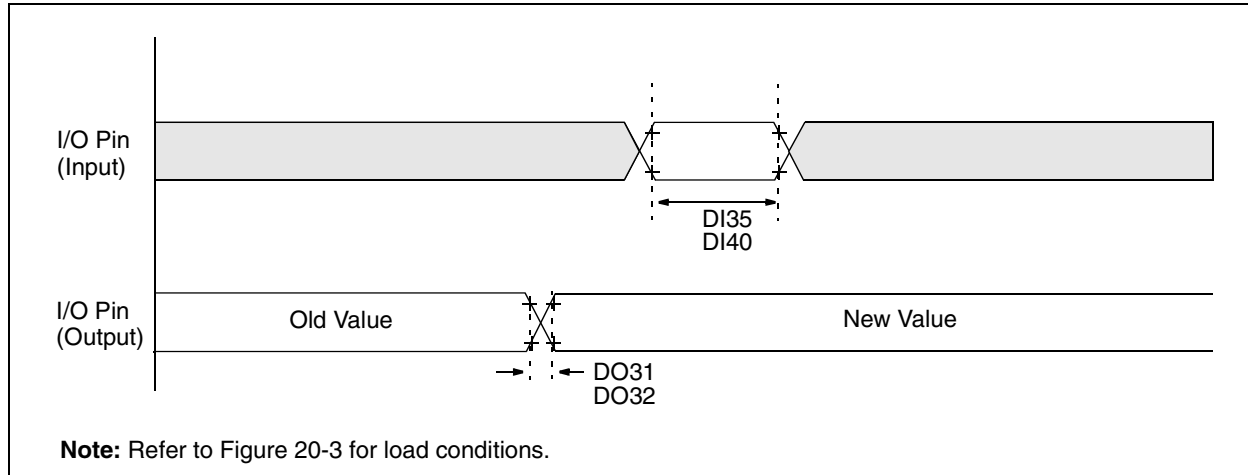 I/O Pin
(Input)
DI35
DI40
I/O Pin
(Output)
Old Value
New Value
DO31
DO32
Note: Refer to Figure 20-3 for load conditions.